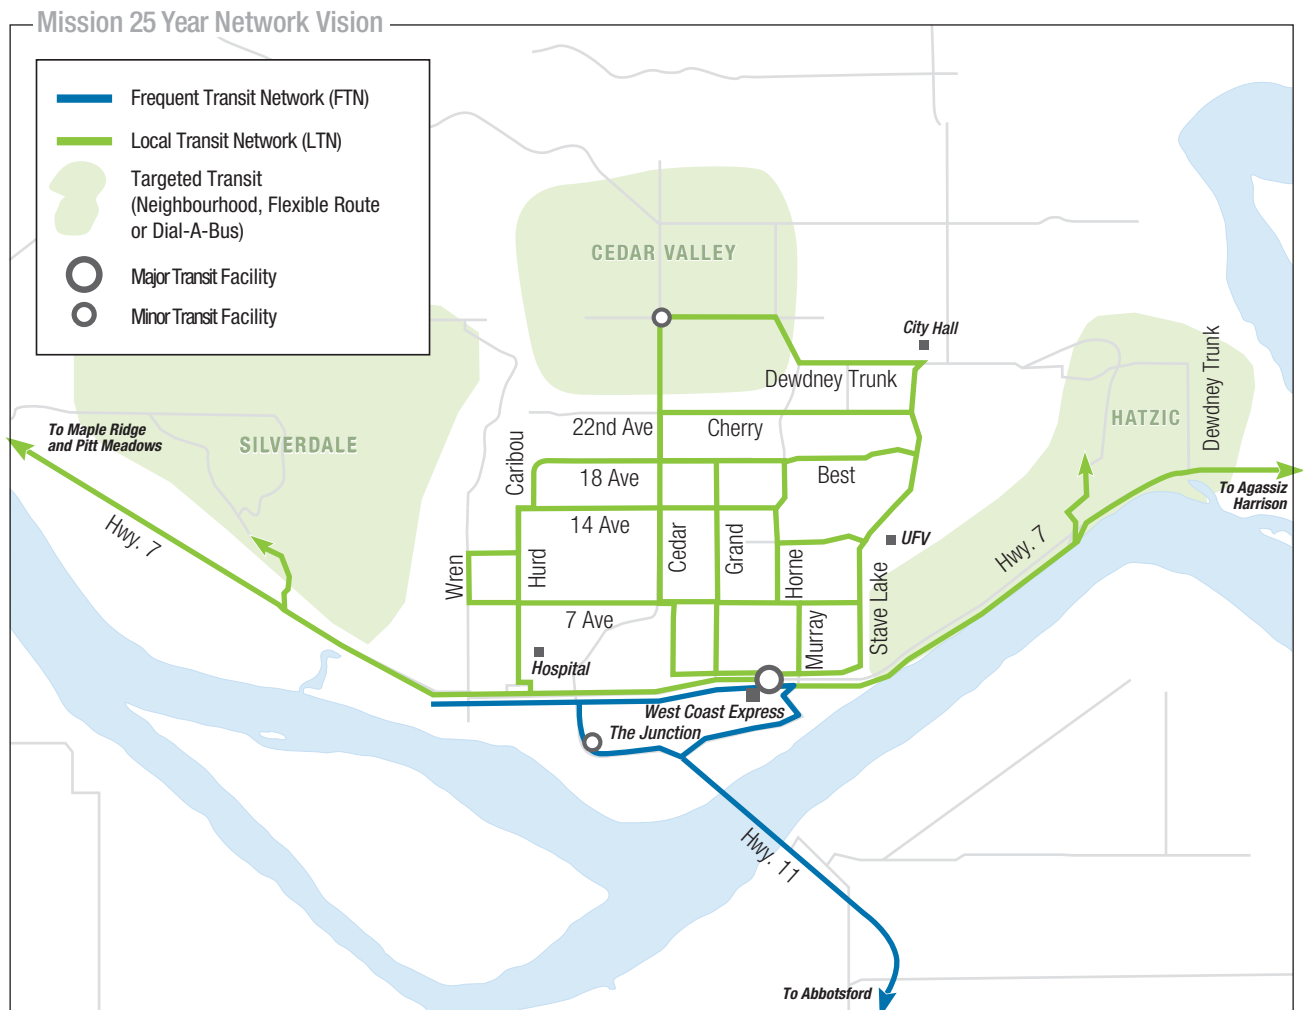 Mission 25 Year Network Vision
Frequent Transit Network (FTN)
Local Transit Network (LTN)
Targeted Transit
(Neighbourhood, Flexible Route
or Dial-A-Bus)
Major Transit Facility
Minor Transit Facility
CEDAR VALLEY
City Hall
Dewdney Trunk
Dewdney Trunk
HATZIC
To Maple Ridge
and Pitt Meadows
SILVERDALE
Caribou
22nd Ave
Cherry
18 Ave
Best
To Agassiz
Harrison
Hwy. 7
14 Ave
Wren
Hurd
Cedar
Grand
Horne
UFV
Hwy. 7
Stave Lake
7 Ave
Murray
Hospital
West Coast Express
The Junction
Hwy. 11
To Abbotsford